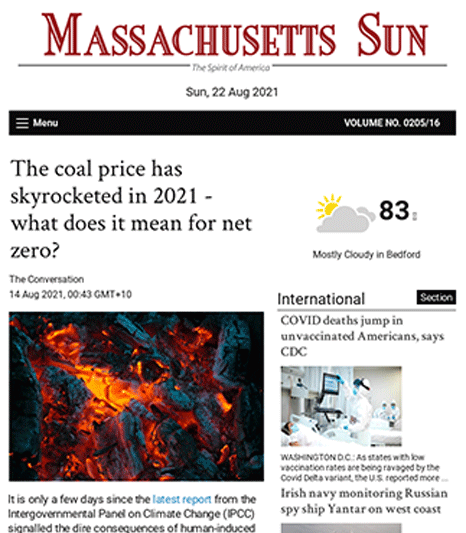 MASSACHUSETTS SUN
The Spirit of America
Sun, 22 Aug 2021
Menu
VOLUME NO. 0205/16
The coal price has
skyrocketed in 2021 -
what does it mean for net
zero?
The Conversation
14 Aug 2021, 00:43 GMT+10
It is only a few days since the latest report from the
Intergovernmental Panel on Climate Change (IPCC)
signalled the dire consequences of human-induced
83
Mostly Cloudy in Bedford
International
Section
COVID deaths jump in
unvaccinated Americans, says
CDC
WASHINGTON D.C.: As states with low
vaccination rates are being ravaged by the
Covid Delta variant, the U.S. reported more ...
Irish navy monitoring Russian
spy ship Yantar on west coast